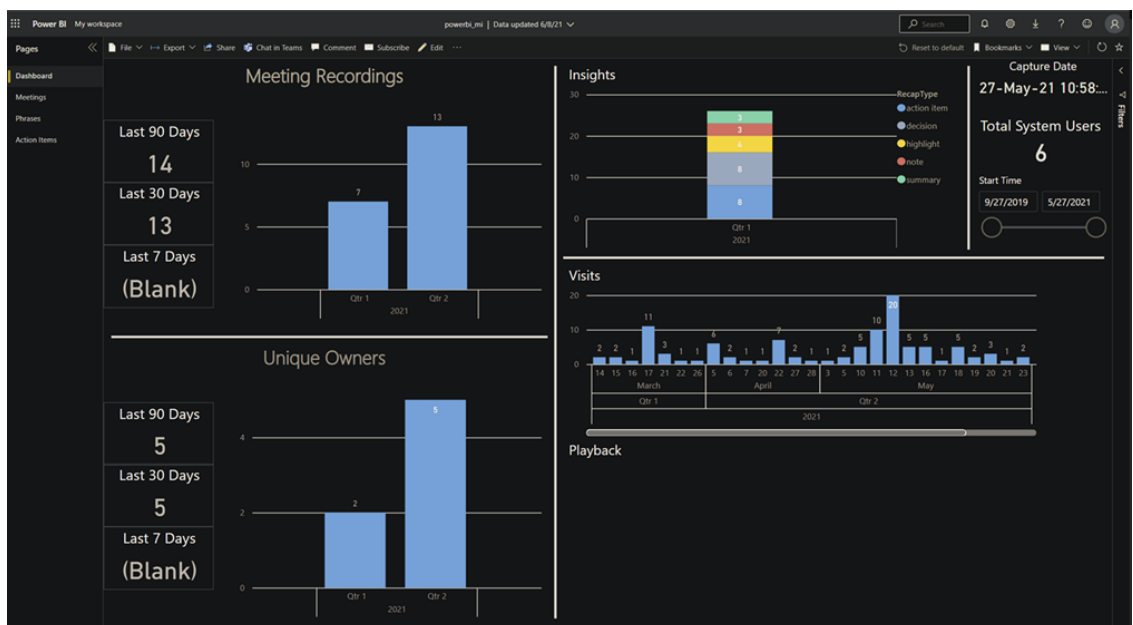 Power BI My workspace
powerbi_mi | Data updated 6/8/21
Search
Pages
File Export Share Chat in Teams Comment Subscribe Edit ...
Reset to default Bookmarks View
Dashboard
Meetings
Phrases
Action Items
Meeting Recordings
Last 90 Days
14
Last 30 Days
13
Last 7 Days
(Blank)
10
5
0
7
13
Qtr 1 Qtr 2
2021
Unique Owners
Last 90 Days
5
Last 30 Days
5
Last 7 Days
(Blank)
4
2
0
2
5
Qtr 1 Qtr 2
2021
Insights
30
20
10
0
3
3
4
8
8
Qtr 1
2021
RecapType
action item
decision
highlight
note
summary
Capture Date
27-May-21 10:58:...
Total System Users
6
Start Time
9/27/2019 5/27/2021
Filters
Visits
20
10
0
2 2 1 11 3 1 1 6 2 1 1 7 2 1 1 2 5 10 20 5 5 1 5 2 3 1 2
14 15 16 17 21 22 26 5 6 7 20 22 27 28 3 5 10 11 12 13 16 17 18 19 20 21 23
March April May
Qtr 1 Qtr 2
2021
Playback